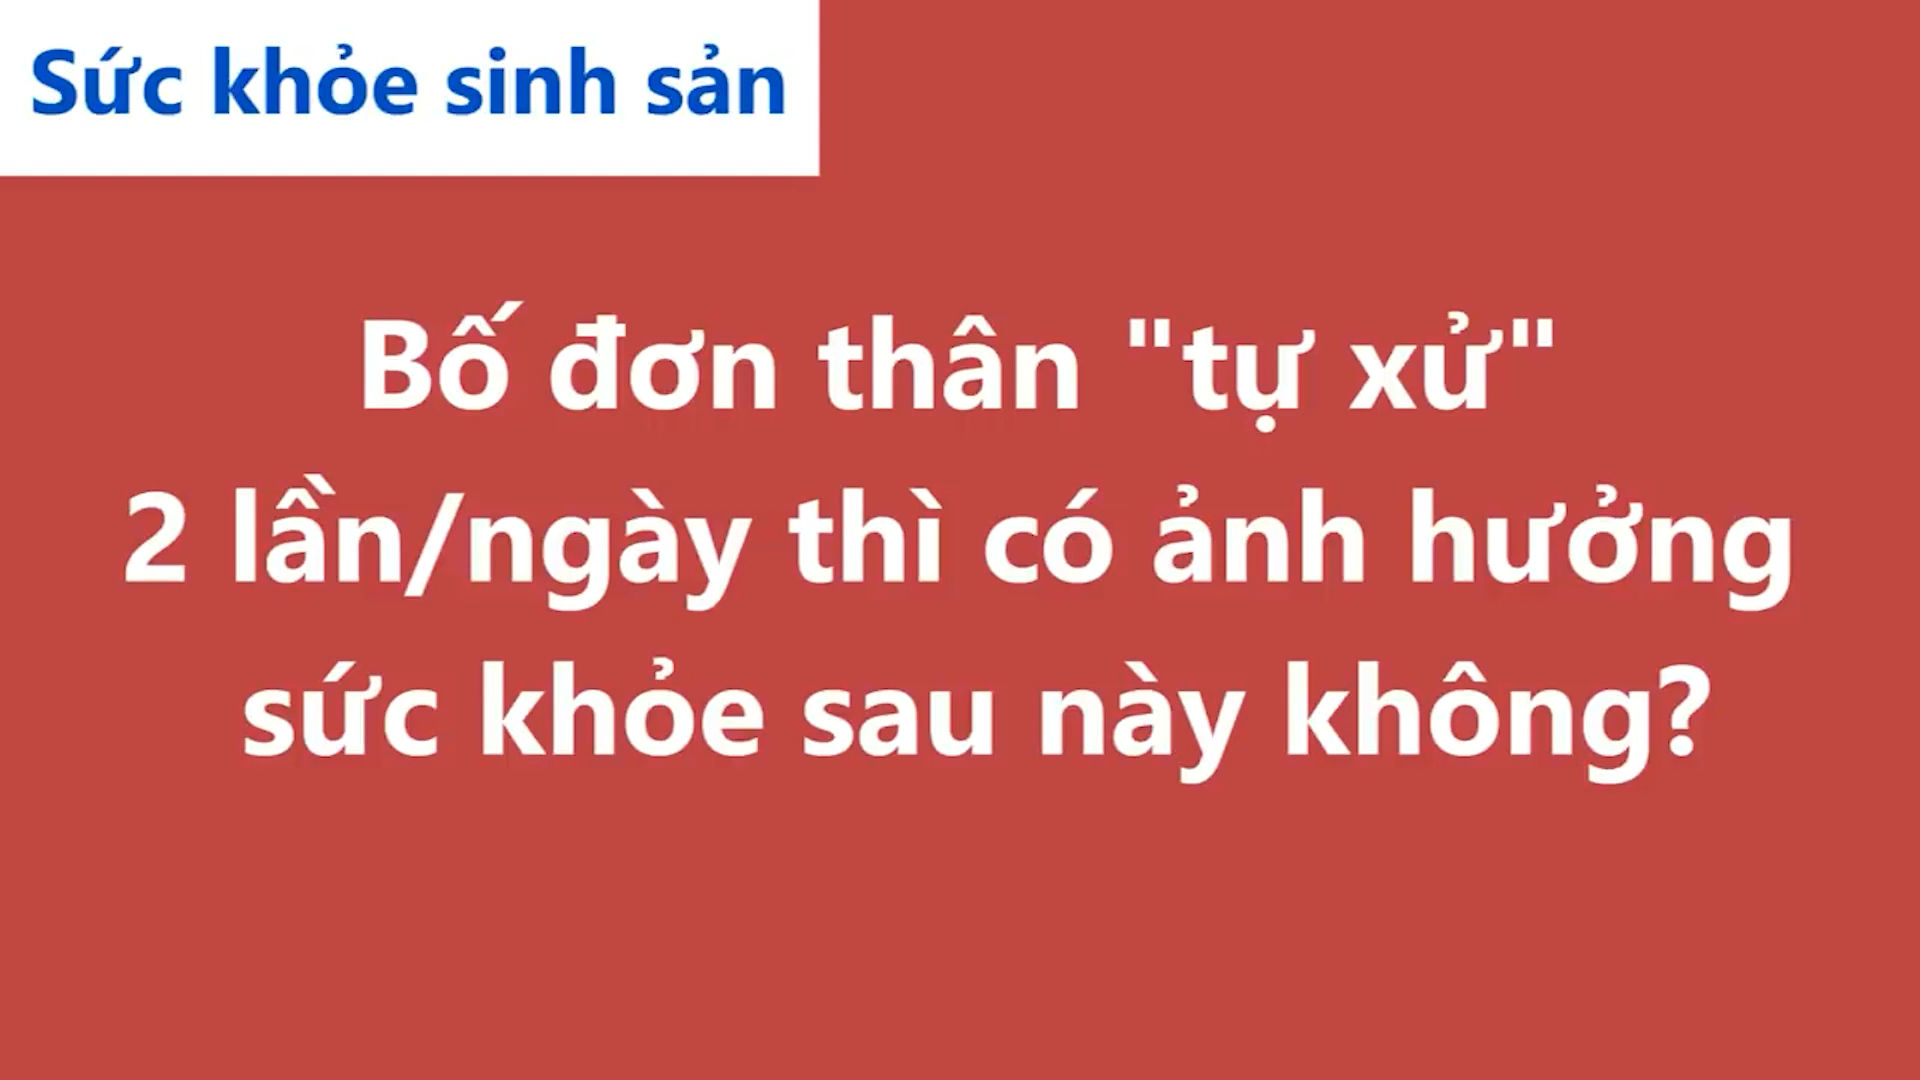 Sức khỏe sinh sản
Bố đơn thân "tự xử"
2 lần/ngày thì có ảnh hưởng
sức khỏe sau này không?